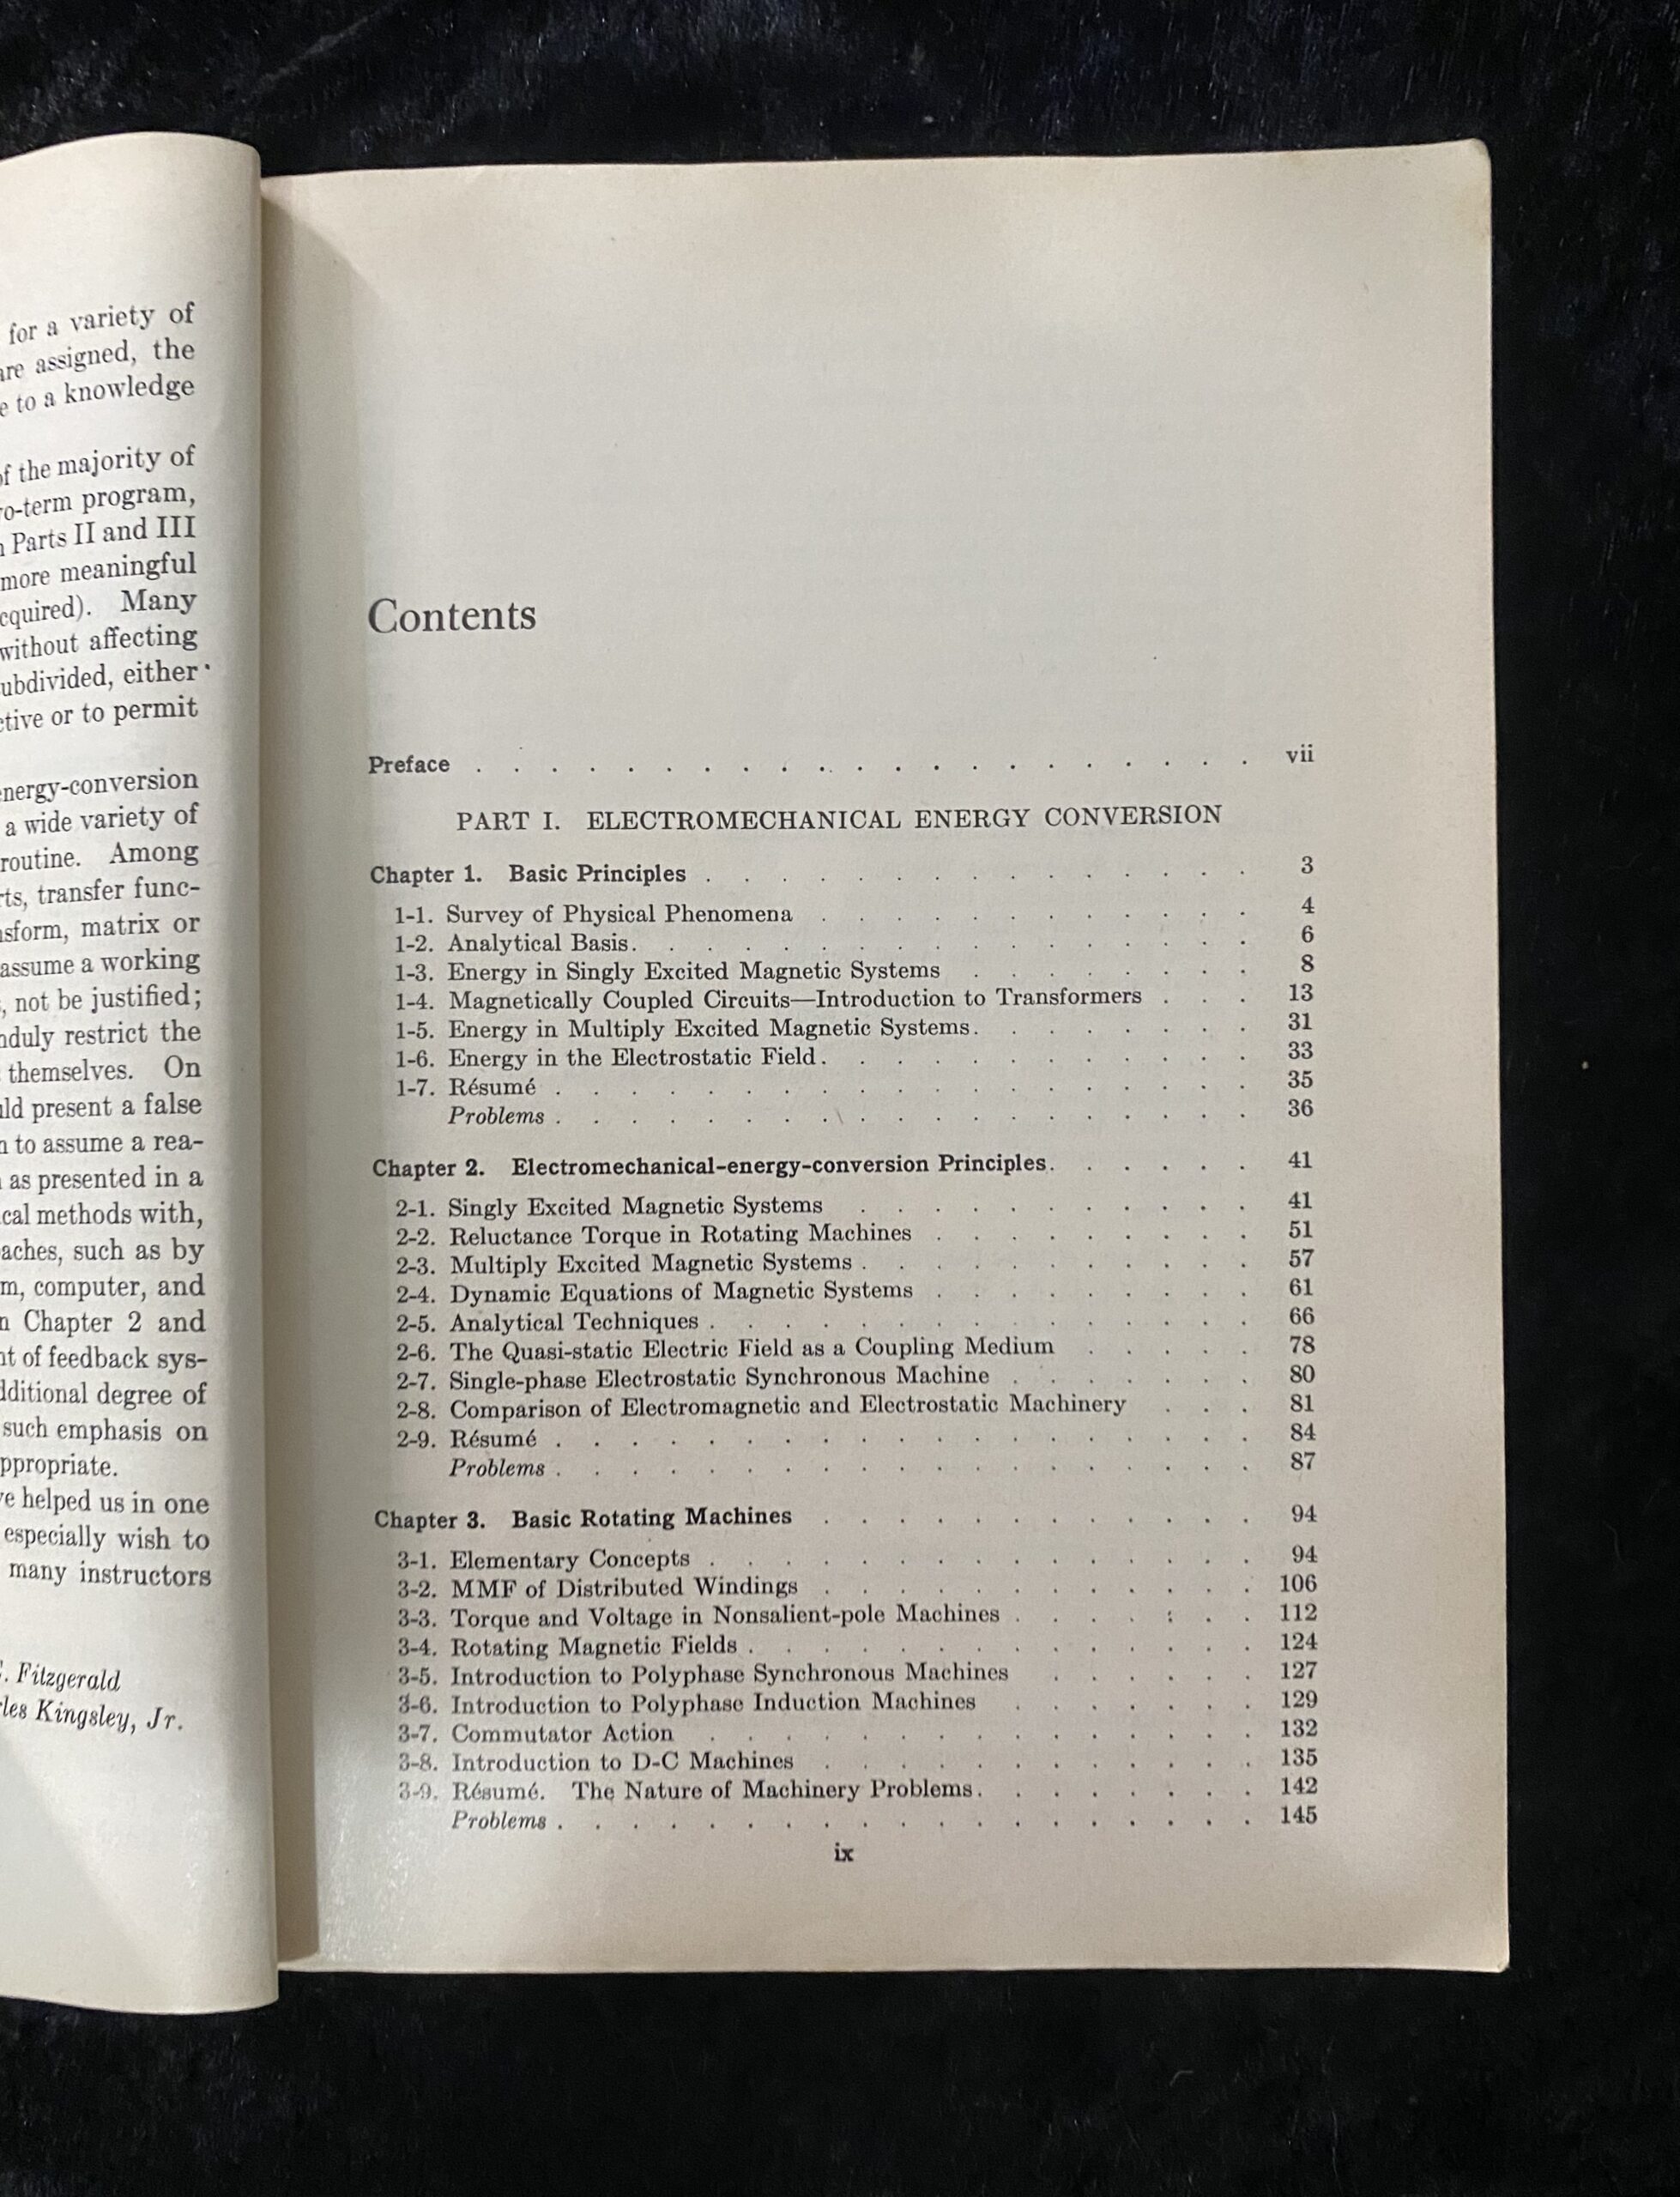 for a variety of
are assigned, the
to a knowledge
of the majority of
program,
Parts II and III
more meaningful
Many
without affecting
either
or to permit
energy-conversion
a wide variety of
routine. Among
transfer func-
matrix or
assume a working
, not be justified;
restrict the
themselves. On
present a false
to assume a rea-
as presented in a
methods with,
such as by
computer, and
Chapter 2 and
of feedback sys-
additional degree of
such emphasis on
appropriate.
helped us in one
especially wish to
many instructors
. Fitzgerald
Kingsley, Jr.
Contents
Preface . . . . . . . . . . . . . . . . . . . . . vii
PART I. ELECTROMECHANICAL ENERGY CONVERSION
Chapter 1. Basic Principles . . . . . . . . . . . . . . . 3
1-1. Survey of Physical Phenomena . . . . . . . . . . . . 4
1-2. Analytical Basis. . . . . . . . . . . . . . . . . 6
1-3. Energy in Singly Excited Magnetic Systems . . . . . . . . 8
1-4. Magnetically Coupled Circuits—Introduction to Transformers . . . 13
1-5. Energy in Multiply Excited Magnetic Systems. . . . . . . . 31
1-6. Energy in the Electrostatic Field. . . . . . . . . . . . 33
1-7. Résumé . . . . . . . . . . . . . . . . . . . 35
Problems . . . . . . . . . . . . . . . . . . . 36
Chapter 2. Electromechanical-energy-conversion Principles. . . . . . 41
2-1. Singly Excited Magnetic Systems . . . . . . . . . . . 41
2-2. Reluctance Torque in Rotating Machines . . . . . . . . . 51
2-3. Multiply Excited Magnetic Systems . . . . . . . . . . . 57
2-4. Dynamic Equations of Magnetic Systems . . . . . . . . . 61
2-5. Analytical Techniques . . . . . . . . . . . . . . . 66
2-6. The Quasi-static Electric Field as a Coupling Medium . . . . . 78
2-7. Single-phase Electrostatic Synchronous Machine . . . . . . . 80
2-8. Comparison of Electromagnetic and Electrostatic Machinery . . . 81
2-9. Résumé . . . . . . . . . . . . . . . . . . . 84
Problems . . . . . . . . . . . . . . . . . . . 87
Chapter 3. Basic Rotating Machines . . . . . . . . . . . . 94
3-1. Elementary Concepts . . . . . . . . . . . . . . . 94
3-2. MMF of Distributed Windings . . . . . . . . . . . . 106
3-3. Torque and Voltage in Nonsalient-pole Machines . . . . . . . 112
3-4. Rotating Magnetic Fields . . . . . . . . . . . . . . 124
3-5. Introduction to Polyphase Synchronous Machines . . . . . . 127
3-6. Introduction to Polyphase Induction Machines . . . . . . . 129
3-7. Commutator Action . . . . . . . . . . . . . . . 132
3-8. Introduction to D-C Machines . . . . . . . . . . . . 135
3-9. Résumé. The Nature of Machinery Problems. . . . . . . . 142
Problems . . . . . . . . . . . . . . . . . . . 145
ix